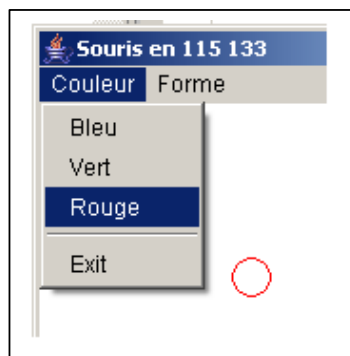 Souris en 115 133
Couleur Forme
Bleu
Vert
Rouge
Exit